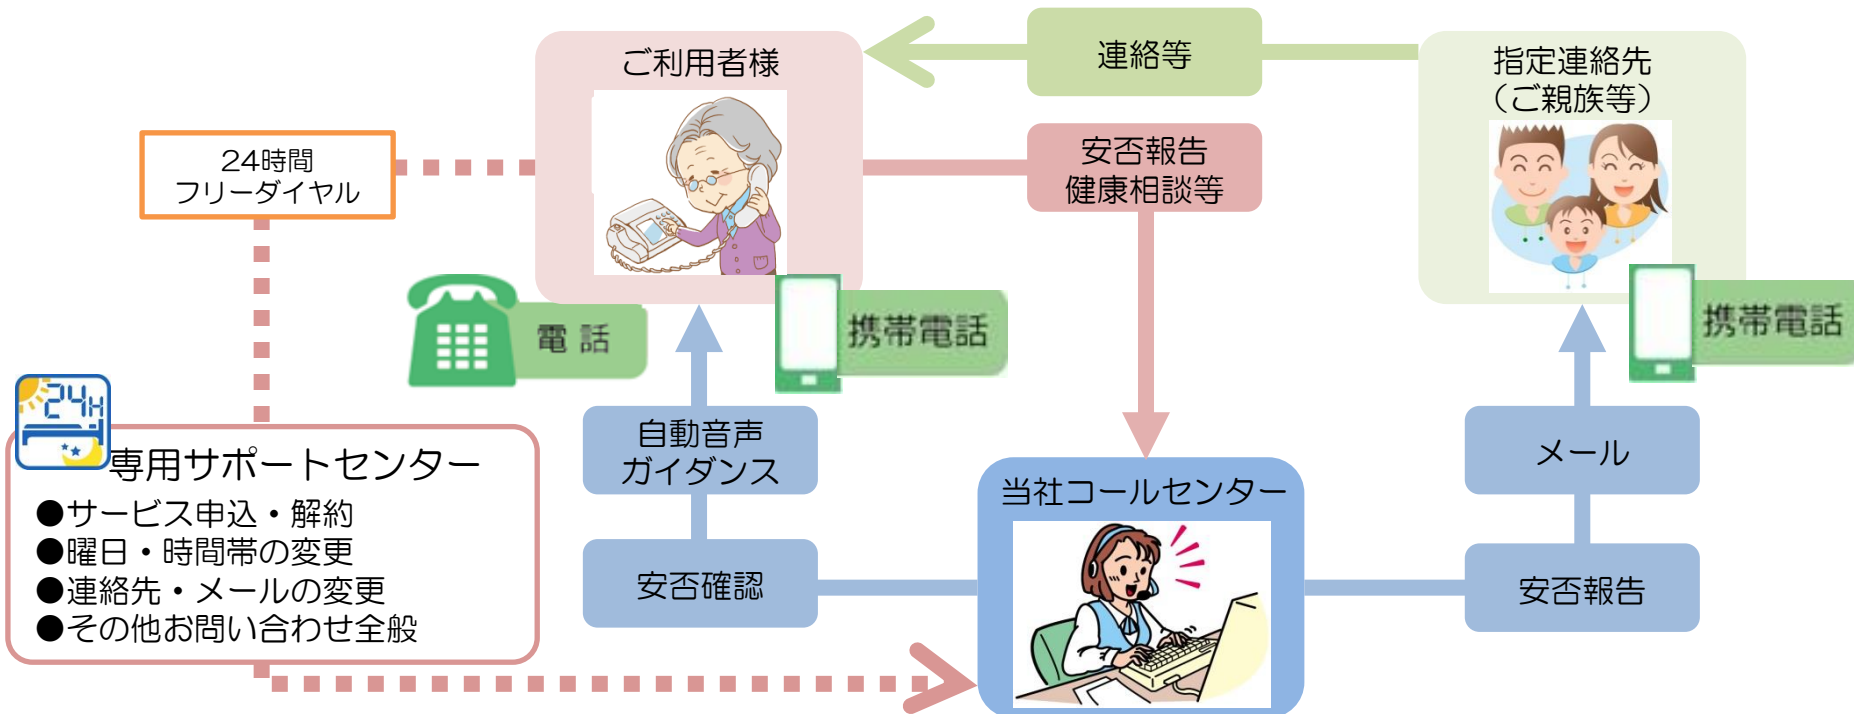 ご利用者様
連絡等
指定連絡先
（ご親族等）
24時間
フリーダイヤル
安否報告
健康相談等
電話
携帯電話
携帯電話
24H
専用サポートセンター
●サービス申込・解約
●曜日・時間帯の変更
●連絡先・メールの変更
●その他お問い合わせ全般
自動音声
ガイダンス
安否確認
当社コールセンター
メール
安否報告